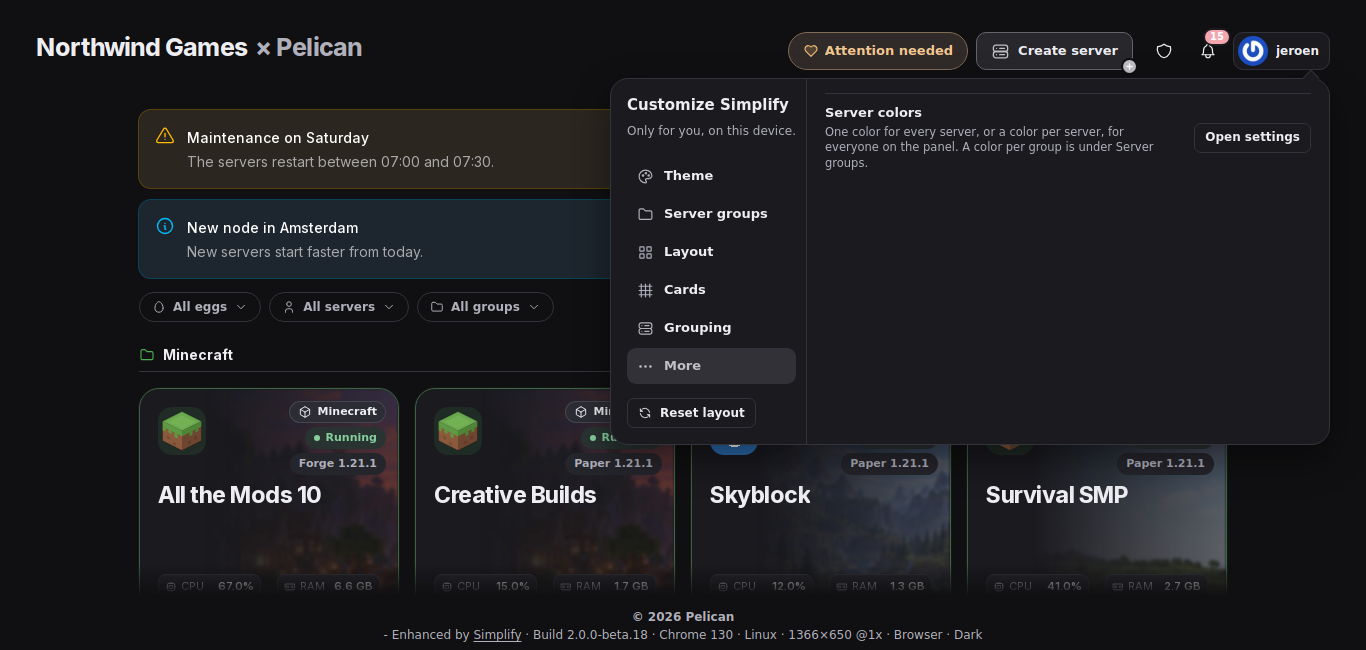 Northwind Games × Pelican
Attention needed
Create server
15
jeroen
Maintenance on Saturday
The servers restart between 07:00 and 07:30.
New node in Amsterdam
New servers start faster from today.
All eggs
All servers
All groups
Minecraft
Customize Simplify
Only for you, on this device.
Theme
Server groups
Layout
Cards
Grouping
More
Reset layout
Server colors
One color for every server, or a color per server, for
everyone on the panel. A color per group is under Server
groups.
Open settings
Minecraft
Running
Forge 1.21.1
All the Mods 10
CPU 67.0%
RAM 6.6 GB
Paper 1.21.1
Creative Builds
CPU 15.0%
RAM 1.7 GB
Paper 1.21.1
Skyblock
CPU 12.0%
RAM 1.3 GB
Paper 1.21.1
Survival SMP
CPU 41.0%
RAM 2.7 GB
© 2026 Pelican
- Enhanced by Simplify · Build 2.0.0-beta.18 · Chrome 130 · Linux · 1366×650 @1x · Browser · Dark